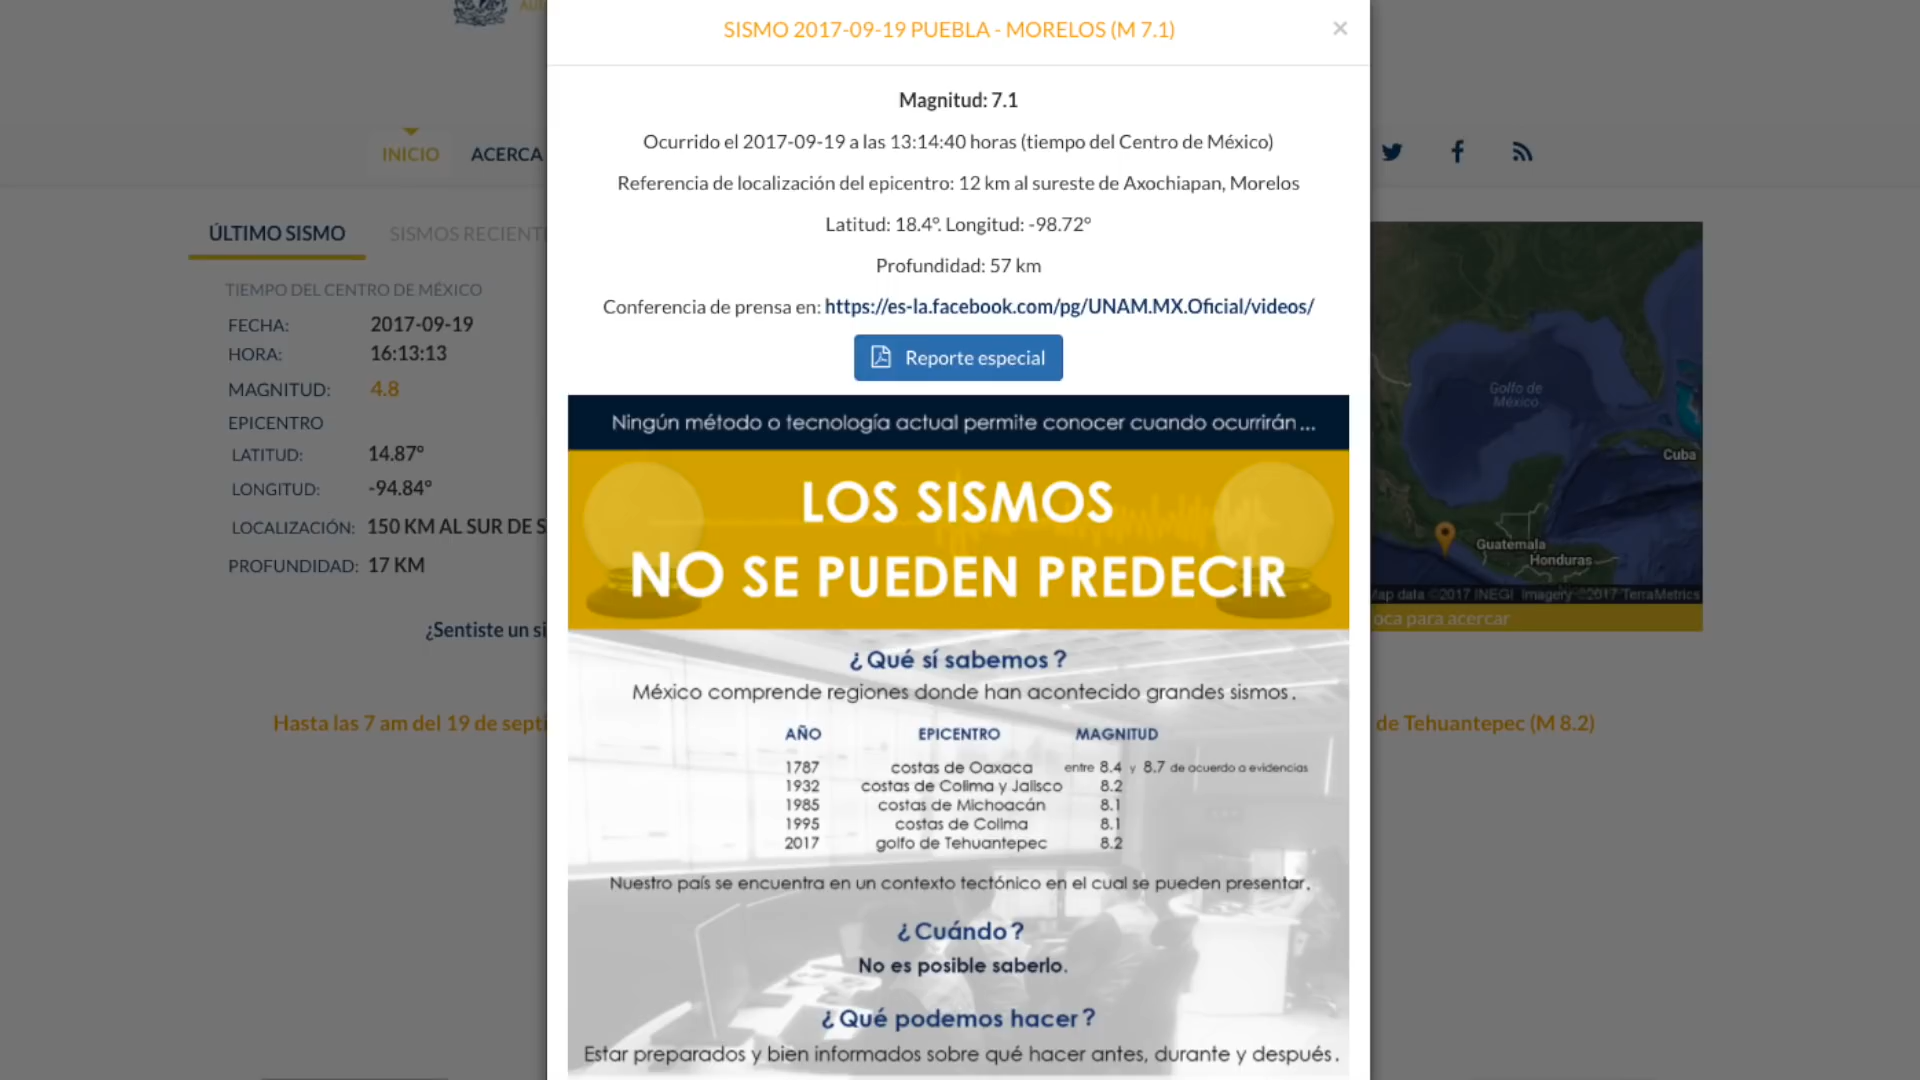 SISMO 2017-09-19 PUEBLA - MORELOS (M 7.1)
×
Magnitud: 7.1
Ocurrido el 2017-09-19 a las 13:14:40 horas (tiempo del Centro de México)
Referencia de localización del epicentro: 12 km al sureste de Axochiapan, Morelos
Latitud: 18.4°. Longitud: -98.72°
Profundidad: 57 km
Conferencia de prensa en: https://es-la.facebook.com/pg/UNAM.MX.Oficial/videos/
Reporte especial
Ningún método o tecnología actual permite conocer cuando ocurrirán...
LOS SISMOS
NO SE PUEDEN PREDECIR
¿Qué sí sabemos?
México comprende regiones donde han acontecido grandes sismos.
AÑO EPICENTRO MAGNITUD
1787 costas de Oaxaca entre 8.4 y 8.7 de acuerdo a evidencias
1932 costas de Colima y Jalisco 8.2
1985 costas de Michoacán 8.1
1995 costas de Colima 8.1
2017 golfo de Tehuantepec 8.2
Nuestro país se encuentra en un contexto tectónico en el cual se pueden presentar.
¿Cuándo?
No es posible saberlo.
¿Qué podemos hacer?
Estar preparados y bien informados sobre qué hacer antes, durante y después.
INICIO ACERCA
ÚLTIMO SISMO SISMOS RECIENT
TIEMPO DEL CENTRO DE MÉXICO
FECHA: 2017-09-19
HORA: 16:13:13
MAGNITUD: 4.8
EPICENTRO
LATITUD: 14.87°
LONGITUD: -94.84°
LOCALIZACIÓN: 150 KM AL SUR DE S
PROFUNDIDAD: 17 KM
¿Sentiste un si
Hasta las 7 am del 19 de septi
de Tehuantepec (M 8.2)
Golfo de
México
Cuba
Guatemala
Honduras
Map data ©2017 INEGI Imagery ©2017 TerraMetrics
oca para acercar